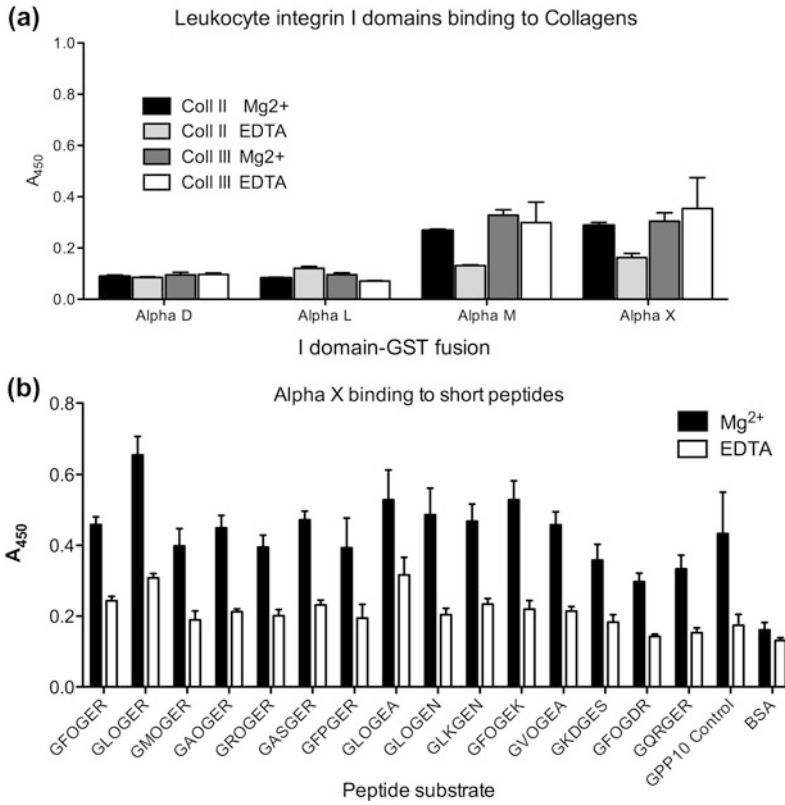 (a)
Leukocyte integrin I domains binding to Collagens
1.0
0.8
0.6
0.4
0.2
0.0
A450
Coll II Mg2+
Coll II EDTA
Coll III Mg2+
Coll III EDTA
Alpha D
Alpha L
Alpha M
Alpha X
I domain-GST fusion
(b)
Alpha X binding to short peptides
0.8
0.6
0.4
0.2
0.0
A450
Mg2+
EDTA
GFOGER
GLOGER
GMOGER
GAOGER
GROGER
GASGER
GFPGER
GLOGEA
GLOGEN
GLKGEN
GFOGEK
GVOGEA
GKDGES
GFOGDR
GQRGER
GPP10 Control
BSA
Peptide substrate